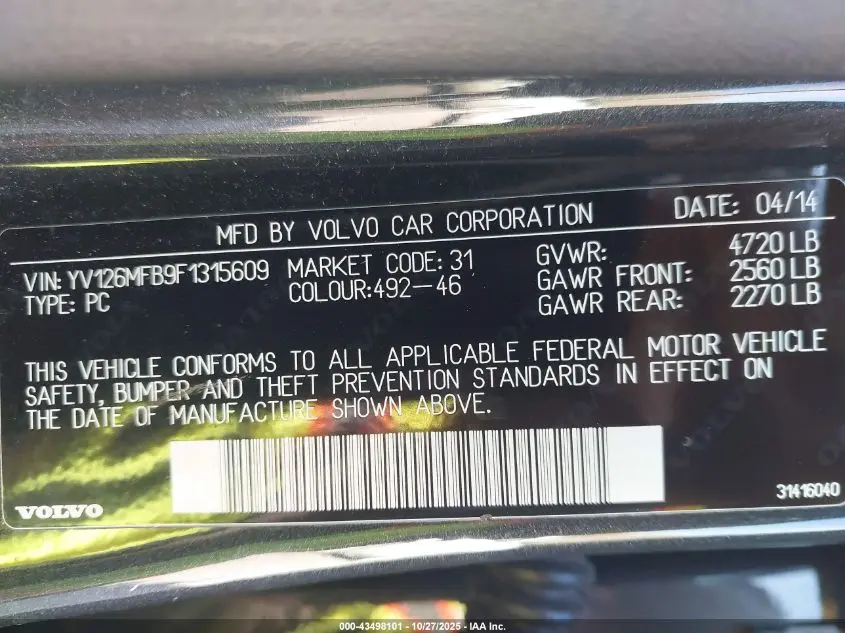 MFD BY VOLVO CAR CORPORATION DATE: 04/14
VIN: YV126MFB9F1315609 MARKET CODE: 31 GVWR: 4720 LB
TYPE: PC COLOUR:492-46 GAWR FRONT: 2560 LB
GAWR REAR: 2270 LB
THIS VEHICLE CONFORMS TO ALL APPLICABLE FEDERAL MOTOR VEHICLE
SAFETY, BUMPER AND THEFT PREVENTION STANDARDS IN EFFECT ON
THE DATE OF MANUFACTURE SHOWN ABOVE.
VOLVO 31416040
000-43498101 - 10/27/2025 - IAA Inc.